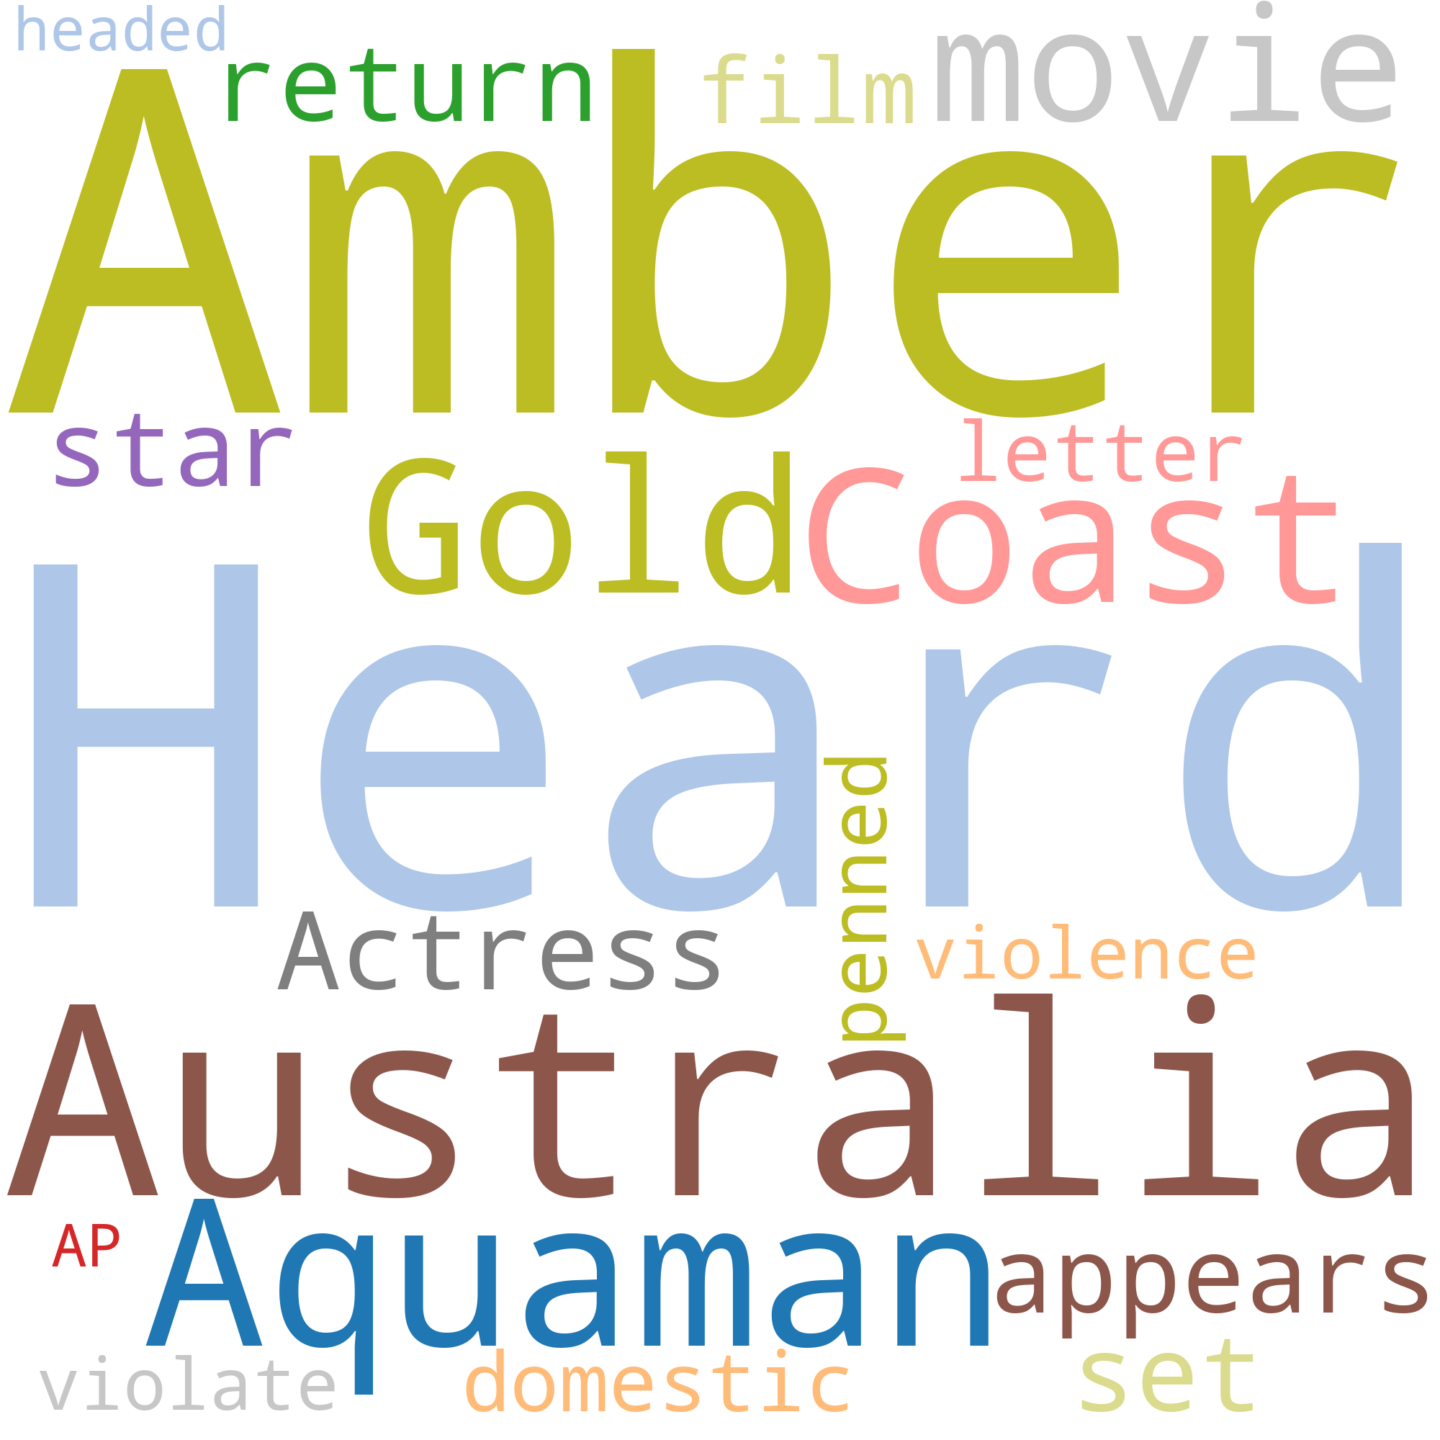 headed
return film movie
Amber
star letter
Gold Coast
Heard
penned
Actress violence
Australia
AP Aquaman appears
violate domestic set